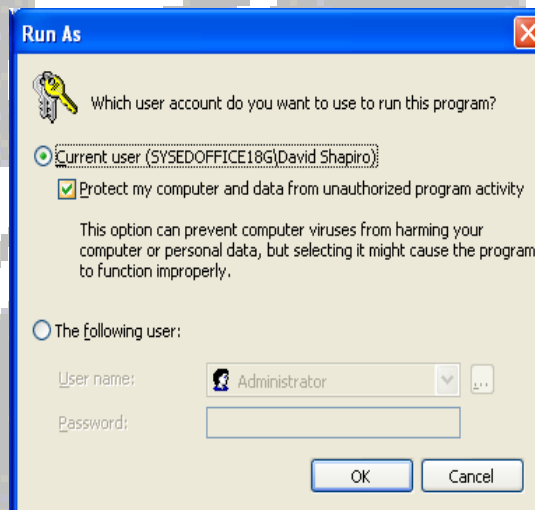 Run As
Which user account do you want to use to run this program?
Current user (SYSEDOFFICE18G\David Shapiro)
Protect my computer and data from unauthorized program activity
This option can prevent computer viruses from harming your
computer or personal data, but selecting it might cause the program
to function improperly.
The following user:
User name:
Administrator
...
Password:
OK
Cancel